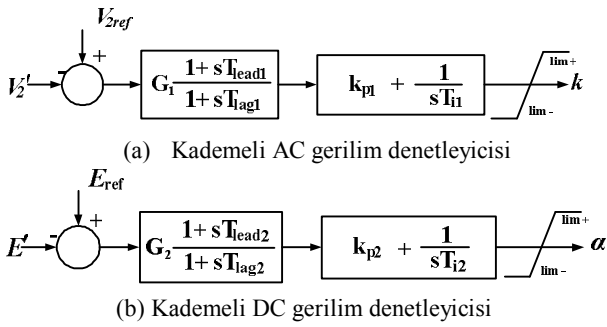 V2ref
+
-
V2'
G1 1+sTlead1 / 1+sTlag1
kp1 + 1 / sTi1
lim+
k
lim-
(a) Kademeli AC gerilim denetleyicisi
Eref
+
-
E'
G2 1+sTlead2 / 1+sTlag2
kp2 + 1 / sTi2
lim+
α
lim-
(b) Kademeli DC gerilim denetleyicisi